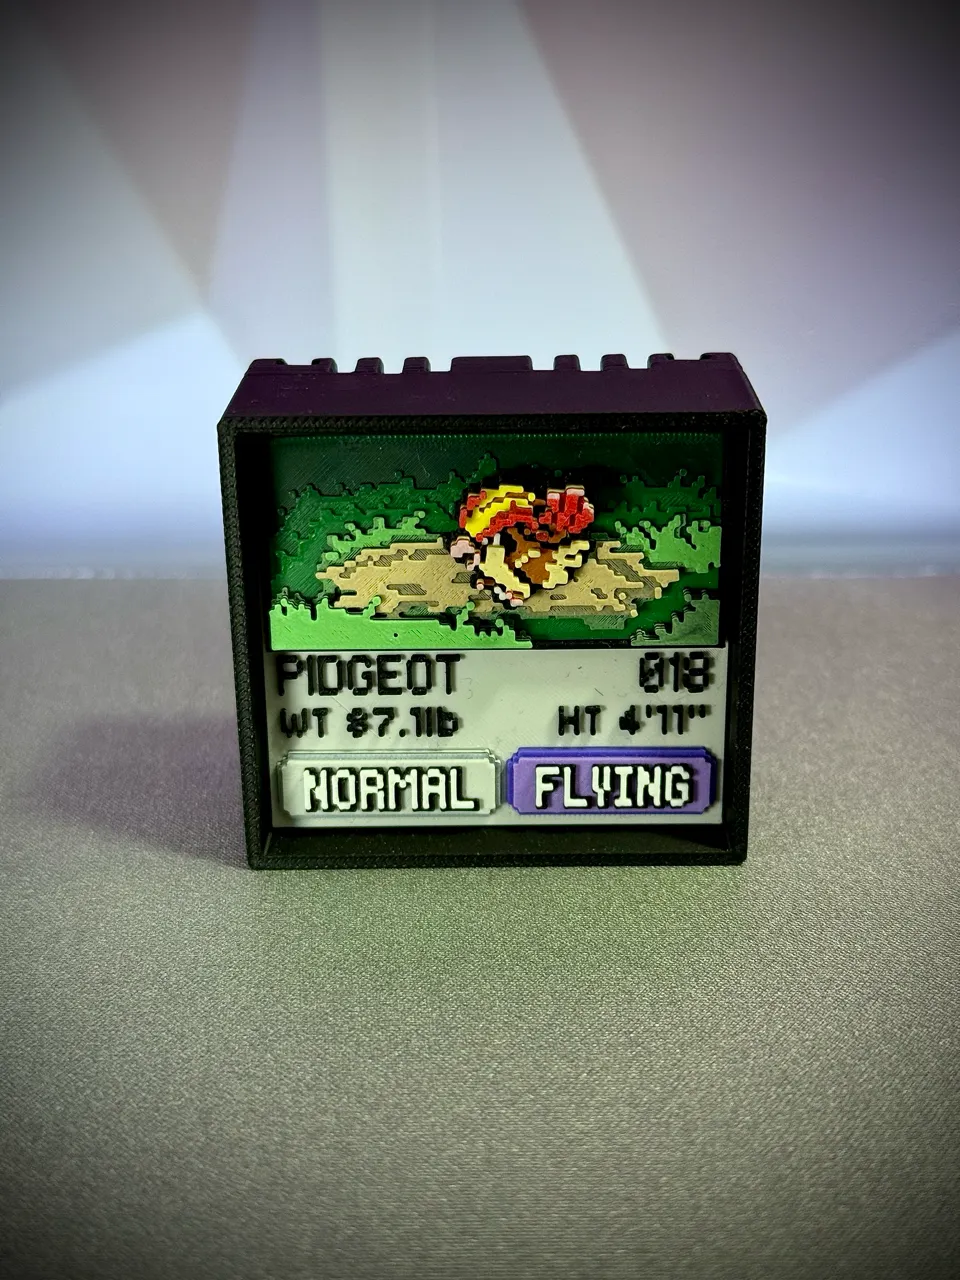 PIDGEOT 018
WT 87.1lb HT 4'11"
NORMAL FLYING